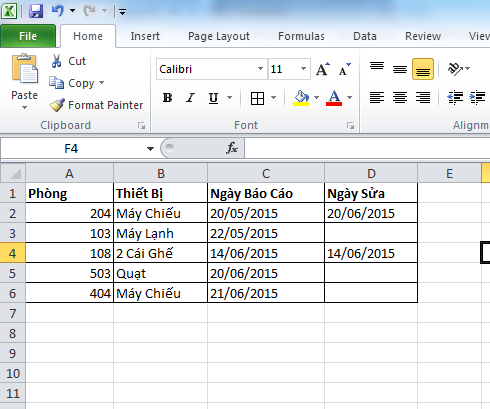 File Home Insert Page Layout Formulas Data Review
Cut
Copy
Format Painter
Paste
Calibri 11 A A
B I U A
Clipboard Font Alignm
F4 fx
A B C D E
1 Phòng Thiết Bị Ngày Báo Cáo Ngày Sửa
2 204 Máy Chiếu 20/05/2015 20/06/2015
3 103 Máy Lạnh 22/05/2015
4 108 2 Cái Ghế 14/06/2015 14/06/2015
5 503 Quạt 20/06/2015
6 404 Máy Chiếu 21/06/2015
7
8
9
10
11